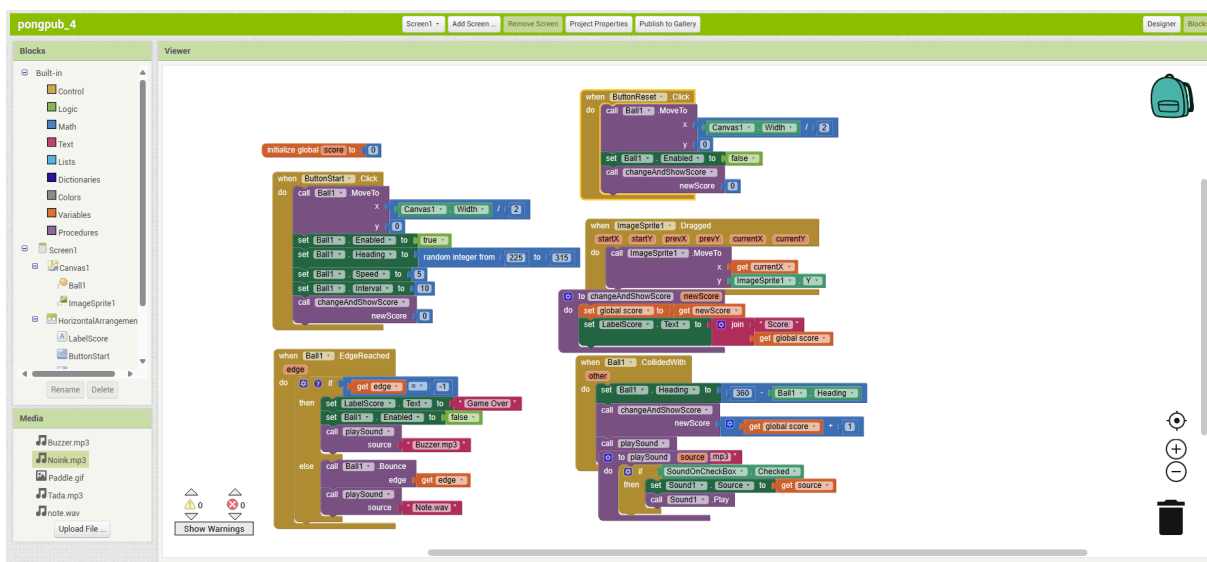 pongpub_4
Screen1
Add Screen ...
Remove Screen
Project Properties
Publish to Gallery
Designer
Blocks
Blocks
Viewer
Built-in
Control
Logic
Math
Text
Lists
Dictionaries
Colors
Variables
Procedures
Screen1
Canvas1
Ball1
ImageSprite1
HorizontalArrangemen
LabelScore
ButtonStart
Rename
Delete
Media
Buzzer.mp3
Noink.mp3
Paddle.gif
Tada.mp3
note.wav
Upload File ...
0
0
Show Warnings
initialize global score to 0
when ButtonStart .Click
do call Ball1 .MoveTo
x Canvas1 . Width / 2
y 0
set Ball1 . Enabled to true
set Ball1 . Heading to random integer from 225 to 315
set Ball1 . Speed to 5
set Ball1 . Interval to 10
call changeAndShowScore
newScore 0
when Ball1 .EdgeReached
edge
do if get edge = -1
then set LabelScore . Text to " Game Over "
set Ball1 . Enabled to false
call playSound
source " Buzzer.mp3 "
else call Ball1 .Bounce
edge get edge
call playSound
source " Note.wav "
when ButtonReset .Click
do call Ball1 .MoveTo
x Canvas1 . Width / 2
y 0
set Ball1 . Enabled to false
call changeAndShowScore
newScore 0
when ImageSprite1 .Dragged
startX startY prevX prevY currentX currentY
do call ImageSprite1 .MoveTo
x get currentX
y ImageSprite1 . Y
to changeAndShowScore newScore
do set global score to get newScore
set LabelScore . Text to join " Score: "
get global score
when Ball1 .CollidedWith
other
do set Ball1 . Heading to 360 - Ball1 . Heading
call changeAndShowScore
newScore get global score + 1
call playSound
to playSound source .mp3 "
do if SoundOnCheckBox . Checked
then set Sound1 . Source to get source
call Sound1 .Play